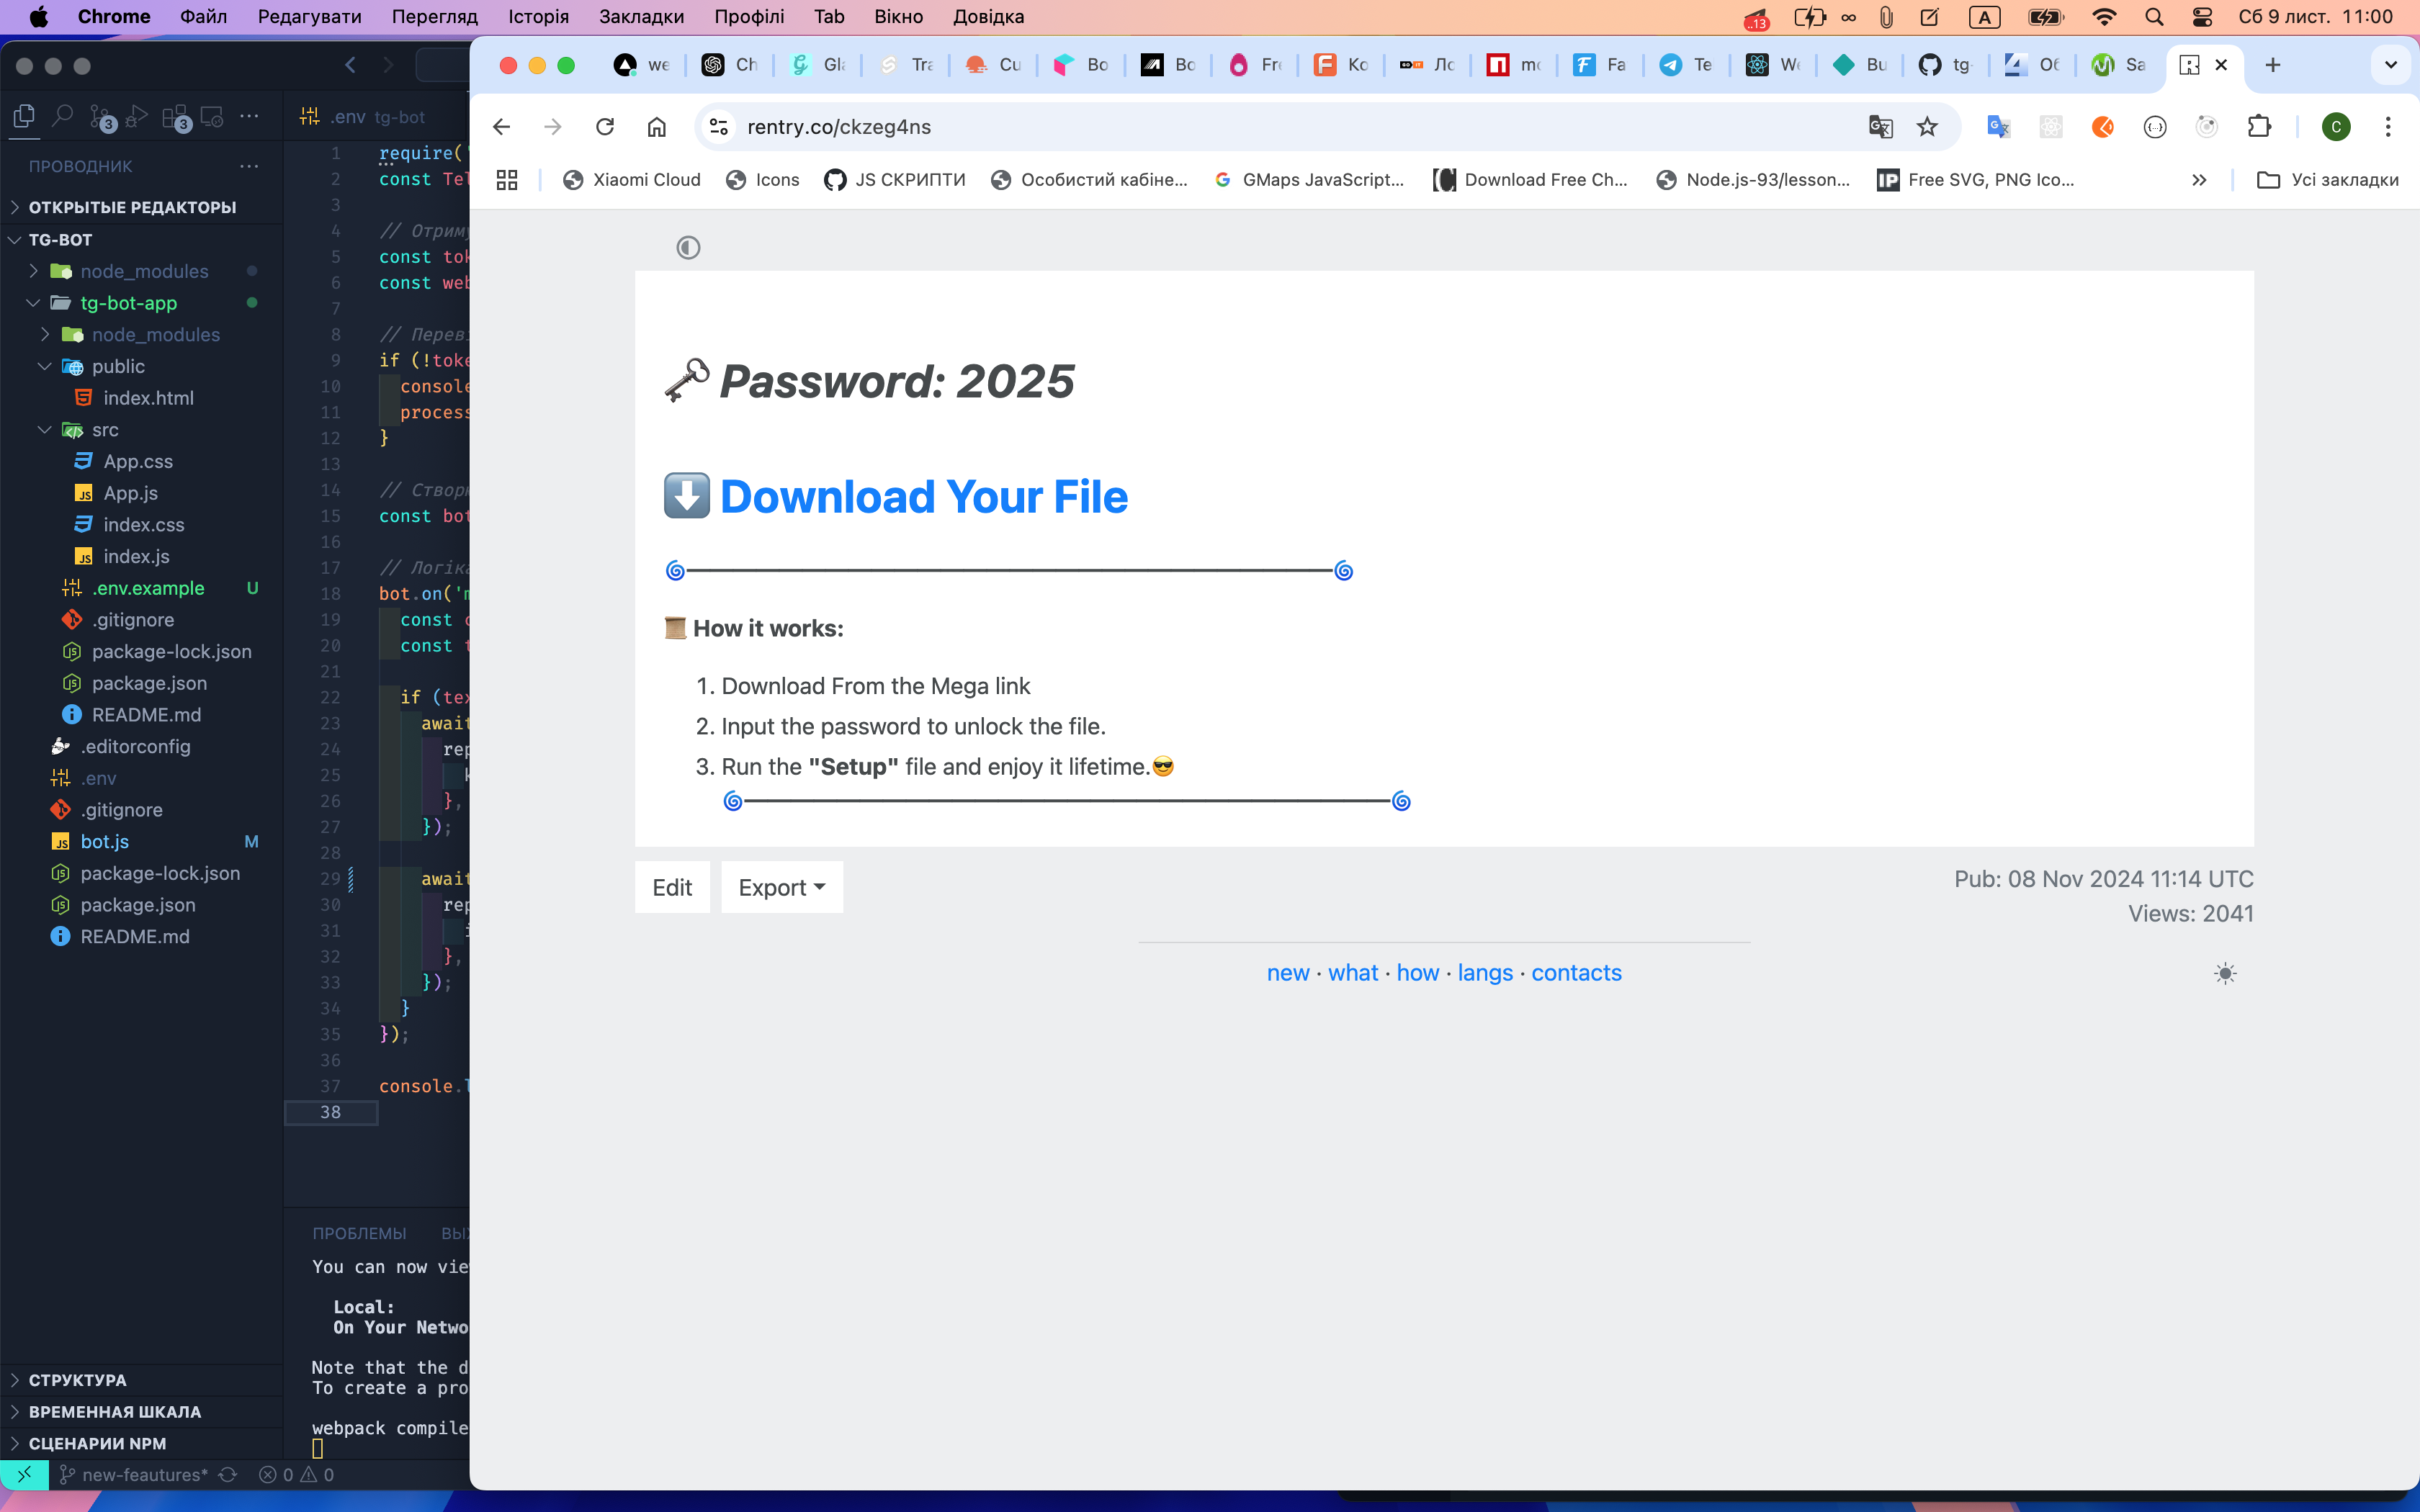 Chrome Файл Редагувати Перегляд Історія Закладки Профілі Tab Вікно Довідка
..13 A Сб 9 лист. 11:00
we Ch Gl Tra Cu Bo Bo Fre Ko Лс mc Fa Te We Bu tg- Об Sa
rentry.co/ckzeg4ns
C
Xiaomi Cloud Icons JS СКРИПТИ Особистий кабіне... GMaps JavaScript... Download Free Ch... Node.js-93/lesson... Free SVG, PNG Ico... » Усі закладки
Password: 2025
Download Your File
How it works:
1. Download From the Mega link
2. Input the password to unlock the file.
3. Run the "Setup" file and enjoy it lifetime.😎
Edit Export
Pub: 08 Nov 2024 11:14 UTC
Views: 2041
new · what · how · langs · contacts
3 3 ...
ПРОВОДНИК ...
ОТКРЫТЫЕ РЕДАКТОРЫ
TG-BOT
node_modules
tg-bot-app
node_modules
public
index.html
src
App.css
App.js
index.css
index.js
.env.example U
.gitignore
package-lock.json
package.json
README.md
.editorconfig
.env
.gitignore
bot.js M
package-lock.json
package.json
README.md
СТРУКТУРА
ВРЕМЕННАЯ ШКАЛА
СЦЕНАРИИ NPM
new-feautures* 0 0
.env tg-bot
1 require('
2 const Tel
3
4 // Отриму
5 const tok
6 const web
7
8 // Переві
9 if (!toke
10 console
11 process
12 }
13
14 // Створю
15 const bot
16
17 // Логіка
18 bot.on('m
19 const c
20 const t
21
22 if (tex
23 await
24 rep
25 k
26 },
27 });
28
29 await
30 rep
31 i
32 },
33 });
34 }
35 });
36
37 console.l
38
ПРОБЛЕМЫ ВЫХ
You can now vie
Local:
On Your Netwo
Note that the d
To create a pro
webpack compile